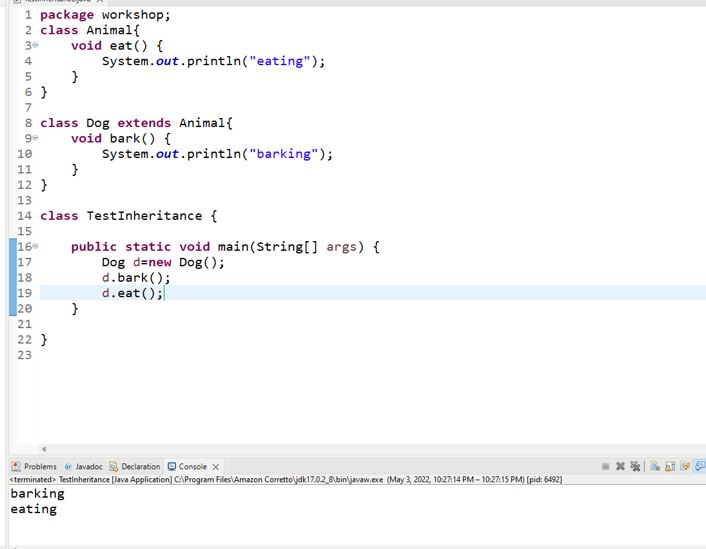 1 package workshop;
2 class Animal{
3 void eat() {
4 System.out.println("eating");
5 }
6 }
7
8 class Dog extends Animal{
9 void bark() {
10 System.out.println("barking");
11 }
12 }
13
14 class TestInheritance {
15
16 public static void main(String[] args) {
17 Dog d=new Dog();
18 d.bark();
19 d.eat();
20 }
21
22 }
23
Problems @ Javadoc Declaration Console
<terminated> TestInheritance [Java Application] C:\Program Files\Amazon Corretto\jdk17.0.2_8\bin\javaw.exe (May 3, 2022, 10:27:14 PM – 10:27:15 PM) [pid: 6492]
barking
eating